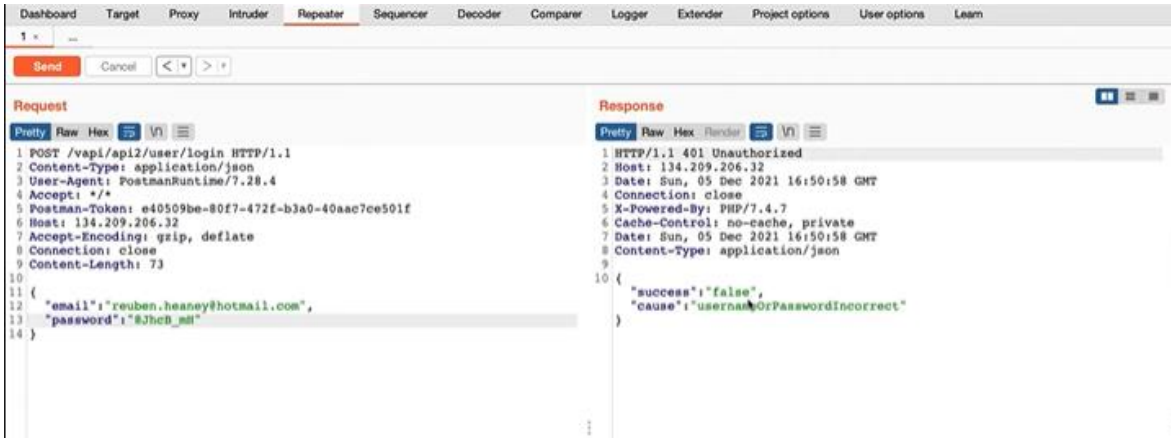 Dashboard Target Proxy Intruder Repeater Sequencer Decoder Comparer Logger Extender Project options User options Learn
1 × ...
Send Cancel < >
Request
Pretty Raw Hex \n
1 POST /vapi/api2/user/login HTTP/1.1
2 Content-Type: application/json
3 User-Agent: PostmanRuntime/7.28.4
4 Accept: */*
5 Postman-Token: e40509be-80f7-472f-b3a0-40aac7ce501f
6 Host: 134.209.206.32
7 Accept-Encoding: gzip, deflate
8 Connection: close
9 Content-Length: 73
10
11 {
12 "email":"reuben.heaney@hotmail.com",
13 "password":
14 }
Response
Pretty Raw Hex Render \n
1 HTTP/1.1 401 Unauthorized
2 Host: 134.209.206.32
3 Date: Sun, 05 Dec 2021 16:50:58 GMT
4 Connection: close
5 X-Powered-By: PHP/7.4.7
6 Cache-Control: no-cache, private
7 Date: Sun, 05 Dec 2021 16:50:58 GMT
8 Content-Type: application/json
9
10 {
"success":"false",
"cause":"usernameOrPasswordIncorrect"
}